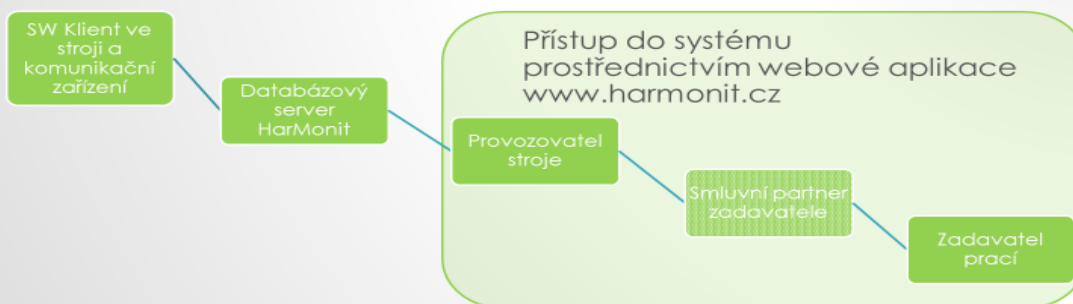 SW Klient ve
stroji a
komunikační
zařízení
Databázový
server
HarMonit
Přístup do systému
prostřednictvím webové aplikace
www.harmonit.cz
Provozovatel
stroje
Smluvní partner
zadavatele
Zadavatel
prací